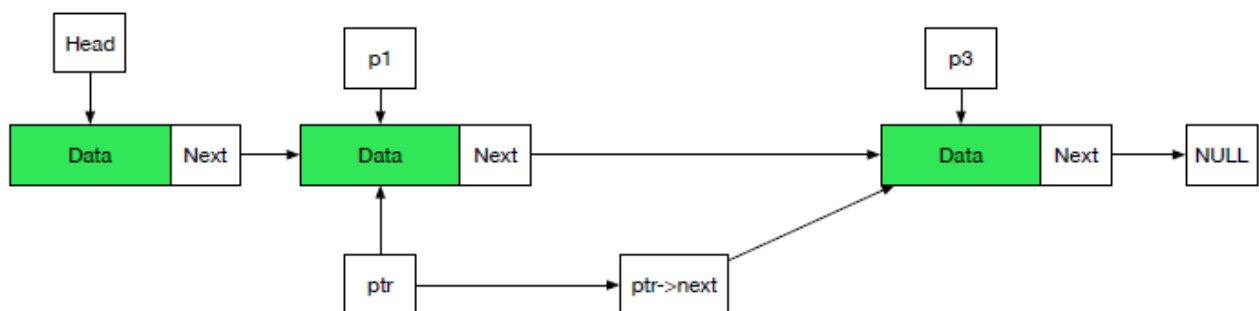 Head
p1
p3
Data Next
Data Next
Data Next
NULL
ptr
ptr->next